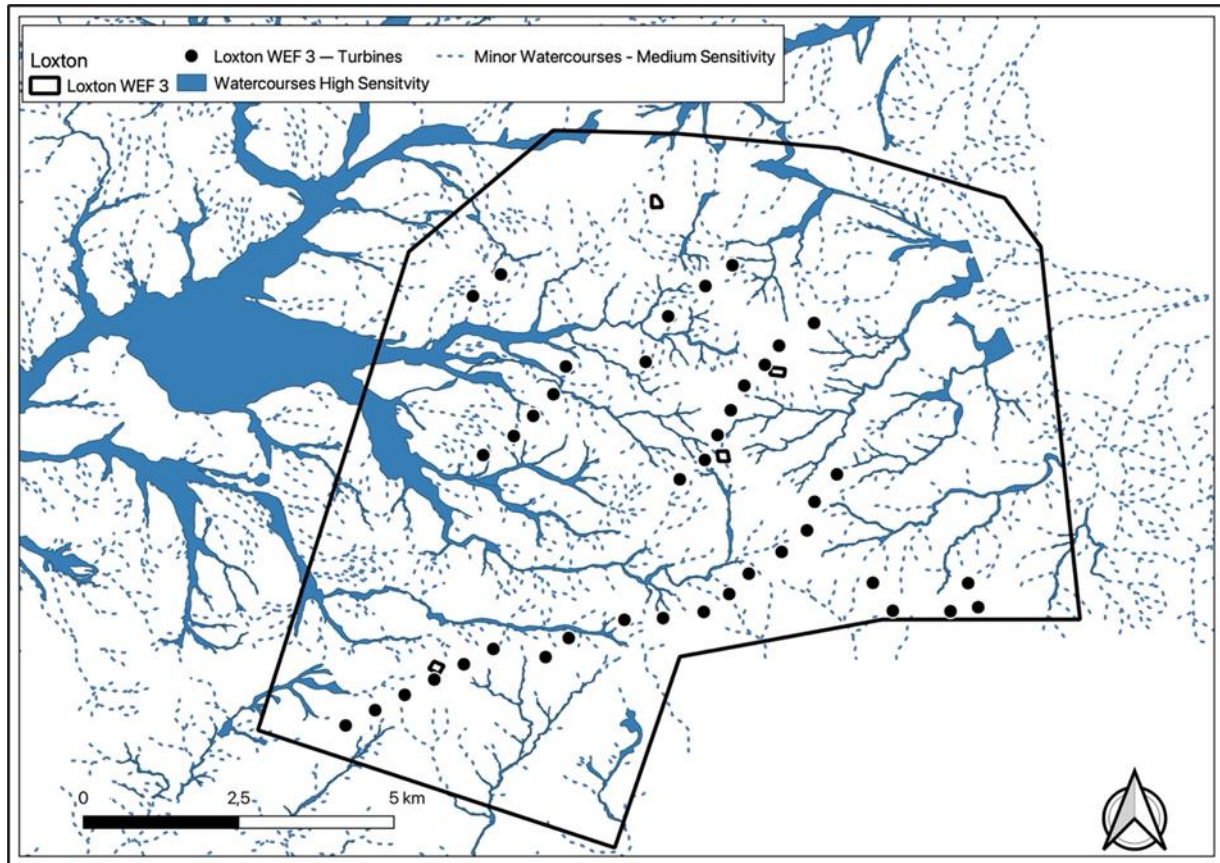 Loxton
Loxton WEF 3 — Turbines
Minor Watercourses - Medium Sensitivity
Loxton WEF 3
Watercourses High Sensitvity
0
2,5
5 km